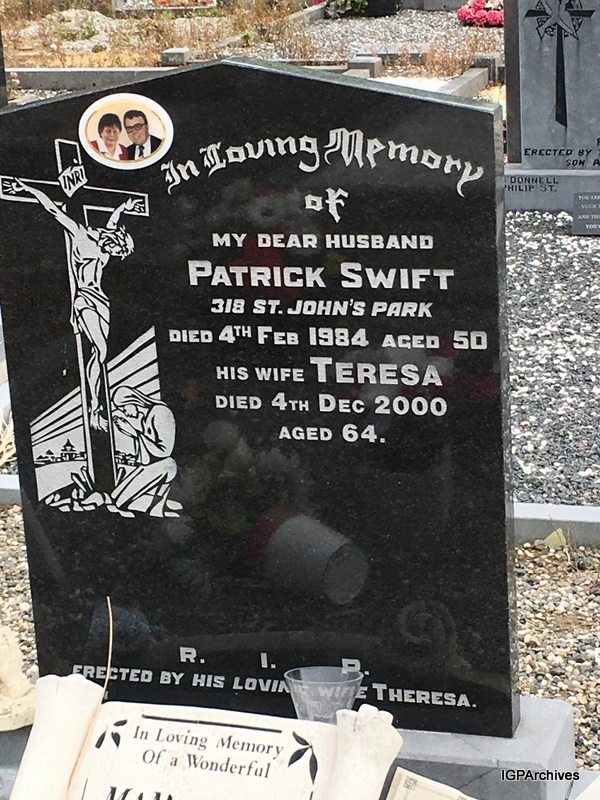 INRI
In Loving Memory
of
MY DEAR HUSBAND
PATRICK SWIFT
318 ST. JOHN'S PARK
DIED 4TH FEB 1984 AGED 50
HIS WIFE TERESA
DIED 4TH DEC 2000
AGED 64.
R. I. P.
ERECTED BY HIS LOVING WIFE THERESA.
In Loving Memory
Of a Wonderful
ERECTED BY
SON
DONNELL
PHILIP ST.
IGPArchives